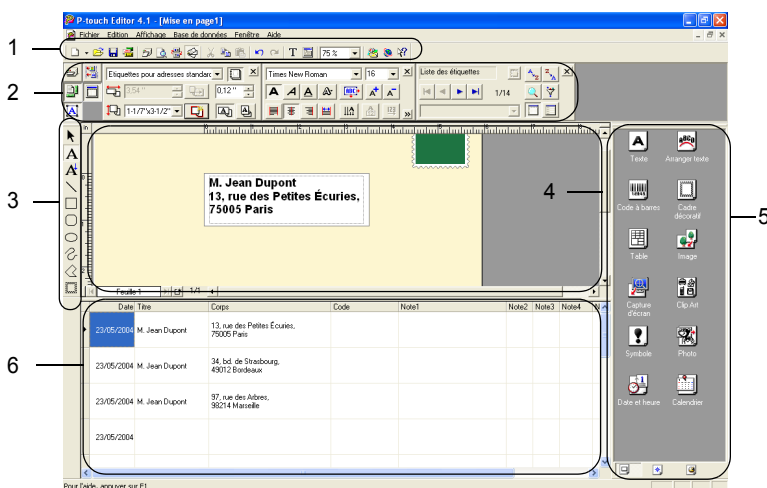 P-touch Editor 4.1 - [Mise en page1]
Fichier Edition Affichage Base de données Fenêtre Aide
1
75 %
2
Etiquettes pour adresses standarc
Times New Roman
16
Liste des étiquettes
3.54 "
0,12 "
1/14
1-1/7"x3-1/2"
3
in
M. Jean Dupont
13, rue des Petites Écuries,
75005 Paris
4
5
Texte Arranger texte
Code à barres Cadre décoratif
Table Image
Capture d'écran Clip Art
Symbole Photo
Date et heure Calendrier
Feuille 1
1/1
6
Date Titre Corps Code Note1 Note2 Note3 Note4 N
23/05/2004 M. Jean Dupont 13, rue des Petites Écuries,
75005 Paris
23/05/2004 M. Jean Dupont 34, bd. de Strasbourg,
49012 Bordeaux
23/05/2004 M. Jean Dupont 97, rue des Arbres,
98214 Marseille
23/05/2004
Pour l'aide, appuyer sur F1